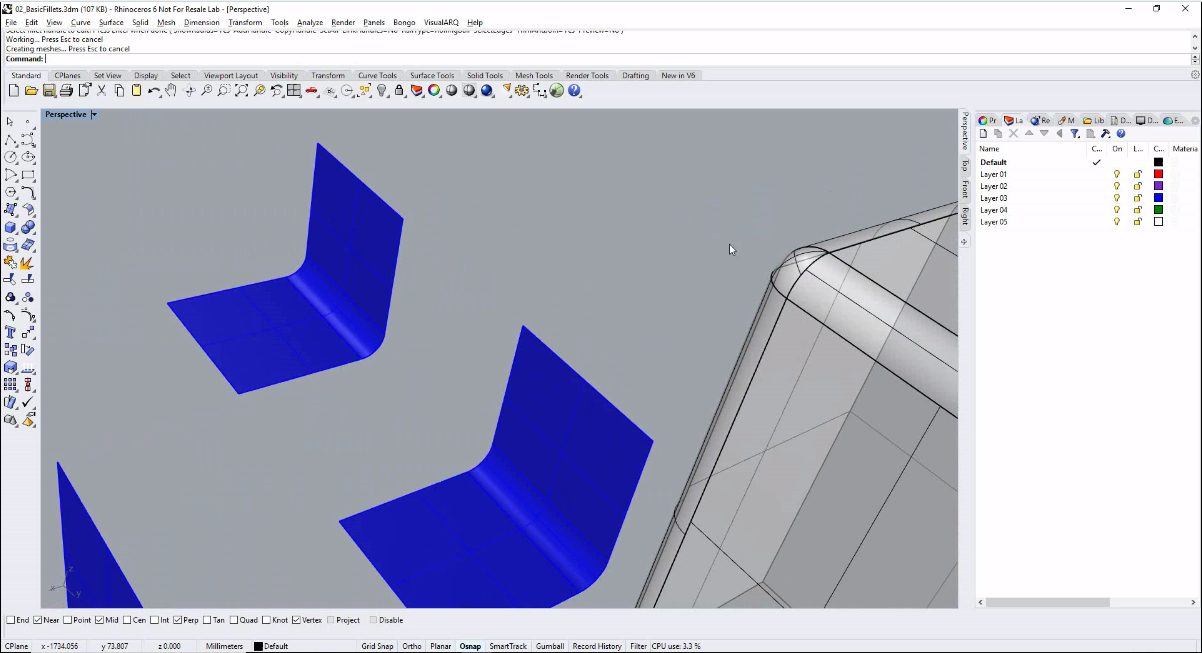 02_BasicFillets.3dm (107 KB) - Rhinoceros 6 Not For Resale Lab - [Perspective]
File Edit View Curve Surface Solid Mesh Dimension Transform Tools Analyze Render Panels Bongo VisualARQ Help
Working... Press Esc to cancel
Creating meshes... Press Esc to cancel
Command:
Standard CPlanes Set View Display Select Viewport Layout Visibility Transform Curve Tools Surface Tools Solid Tools Mesh Tools Render Tools Drafting New in V6
Perspective
Perspective
Top
Front
Right
Pr La Re M Lib D... D... E...
Name C... On L... C... Materia
Default
Layer 01
Layer 02
Layer 03
Layer 04
Layer 05
z
x
y
End Near Point Mid Cen Int Perp Tan Quad Knot Vertex Project Disable
CPlane x -1734.056 y 73.807 z 0.000 Millimeters Default Grid Snap Ortho Planar Osnap SmartTrack Gumball Record History Filter CPU use: 3.3 %